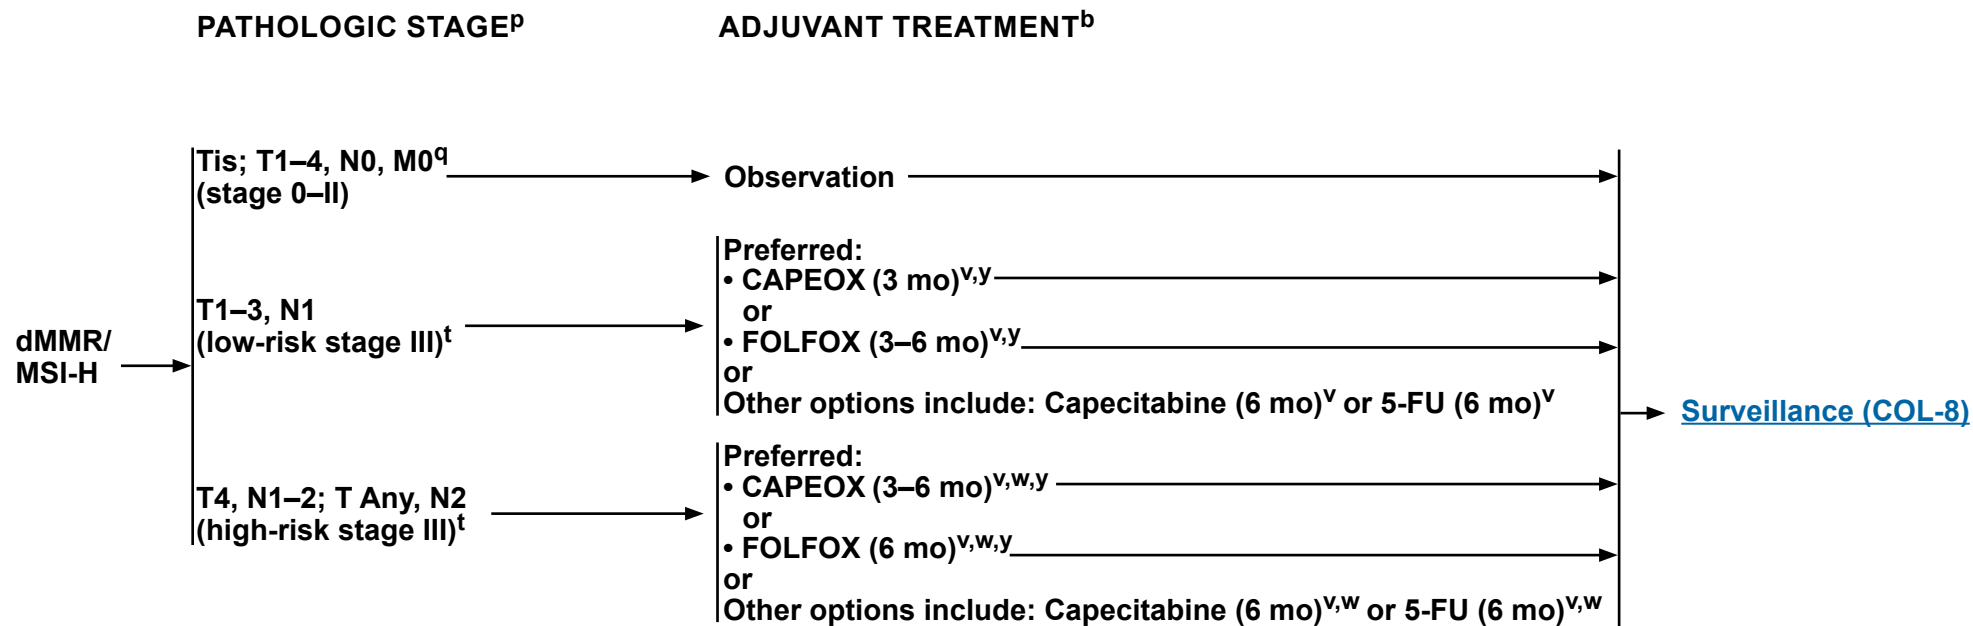 PATHOLOGIC STAGEp
ADJUVANT TREATMENTb
dMMR/
MSI-H
Tis; T1–4, N0, M0q
(stage 0–II)
Observation
T1–3, N1
(low-risk stage III)t
Preferred:
• CAPEOX (3 mo)v,y
or
• FOLFOX (3–6 mo)v,y
or
Other options include: Capecitabine (6 mo)v or 5-FU (6 mo)v
T4, N1–2; T Any, N2
(high-risk stage III)t
Preferred:
• CAPEOX (3–6 mo)v,w,y
or
• FOLFOX (6 mo)v,w,y
or
Other options include: Capecitabine (6 mo)v,w or 5-FU (6 mo)v,w
Surveillance (COL-8)